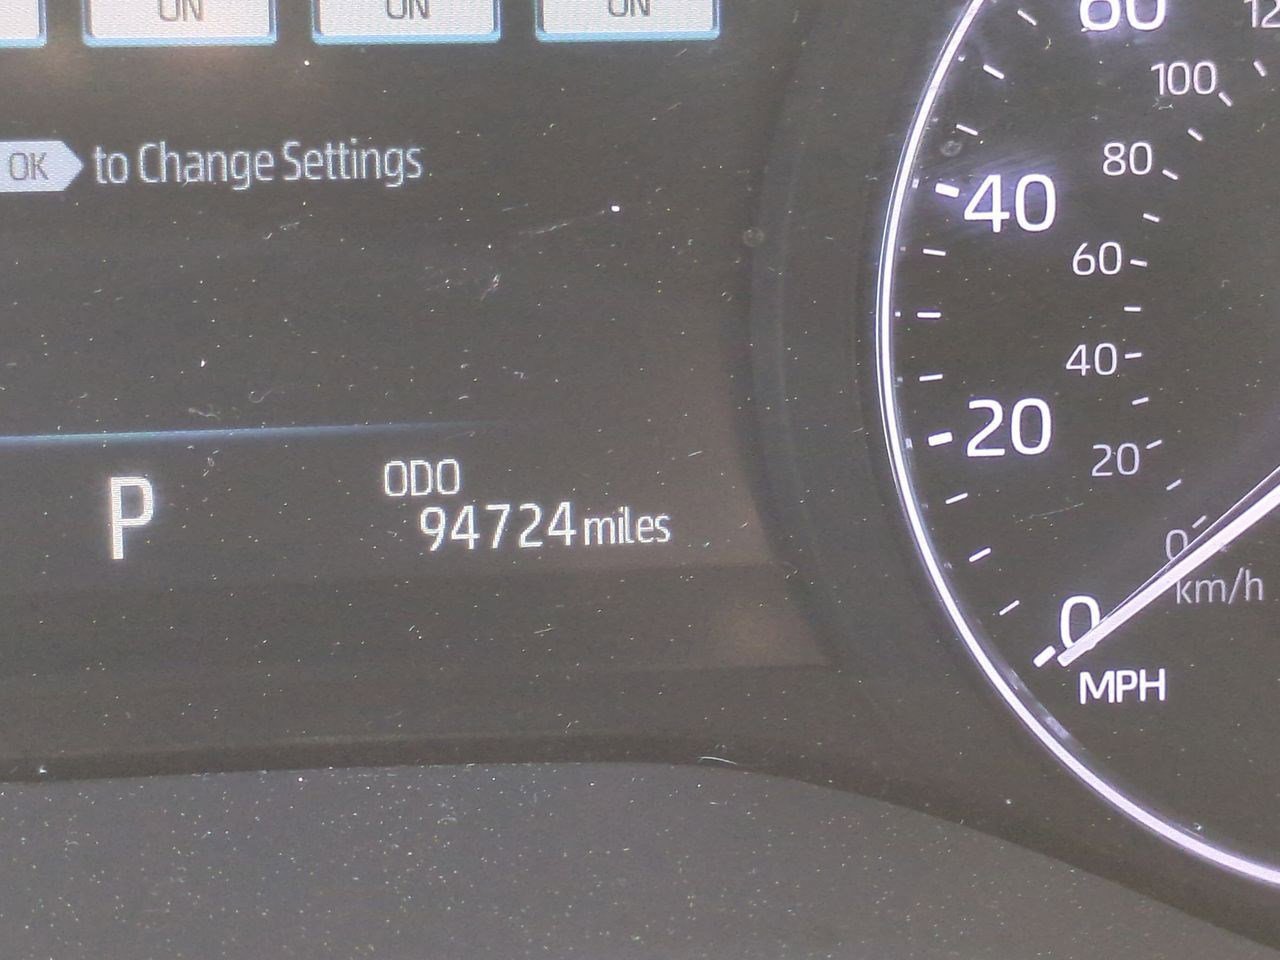 ON ON ON
OK to Change Settings
P
ODO
94724 miles
60
40
20
0
MPH
100
80
60
40
20
0
km/h